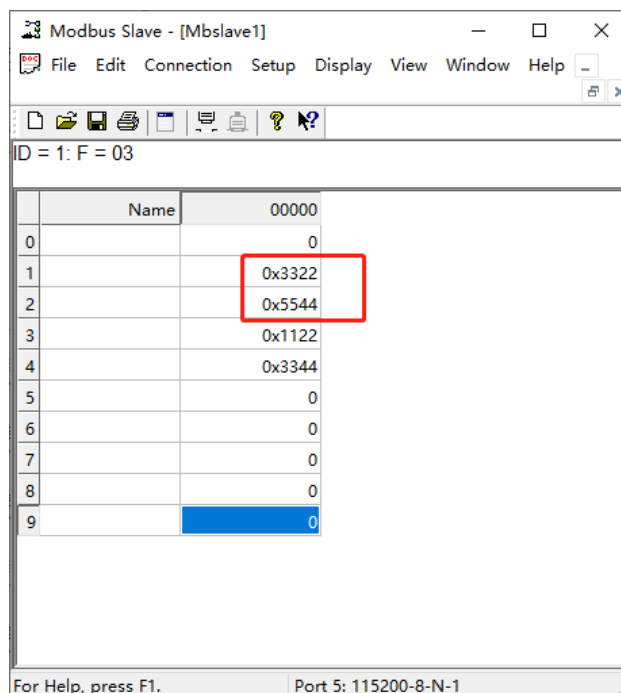 Modbus Slave - [Mbslave1]
File Edit Connection Setup Display View Window Help
ID = 1: F = 03
Name 00000
0 0
1 0x3322
2 0x5544
3 0x1122
4 0x3344
5 0
6 0
7 0
8 0
9 0
For Help, press F1. Port 5: 115200-8-N-1